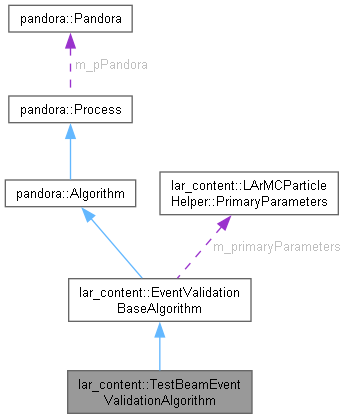 pandora::Pandora
m_pPandora
pandora::Process
pandora::Algorithm
lar_content::LArMCParticle
Helper::PrimaryParameters
m_primaryParameters
lar_content::EventValidation
BaseAlgorithm
lar_content::TestBeamEvent
ValidationAlgorithm